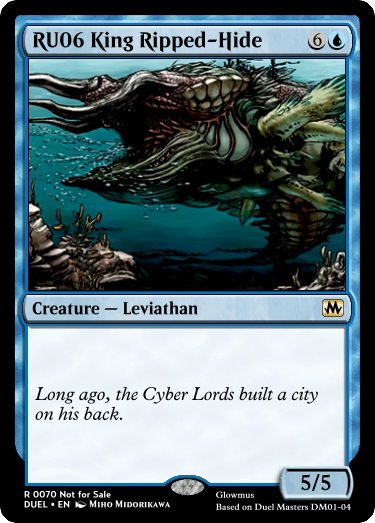 RU06 King Ripped-Hide 6
Creature — Leviathan
Long ago, the Cyber Lords built a city
on his back.
5/5
R 0070 Not for Sale
DUEL • EN Miho Midorikawa
Glowmus
Based on Duel Masters DM01-04